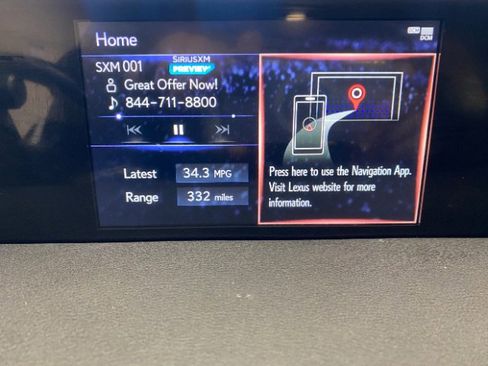 Home
DCM
SXM 001
SIRIUSXM
PREVIEW
Great Offer Now!
844-711-8800
Latest 34.3 MPG
Range 332 miles
Press here to use the Navigation App.
Visit Lexus website for more
information.